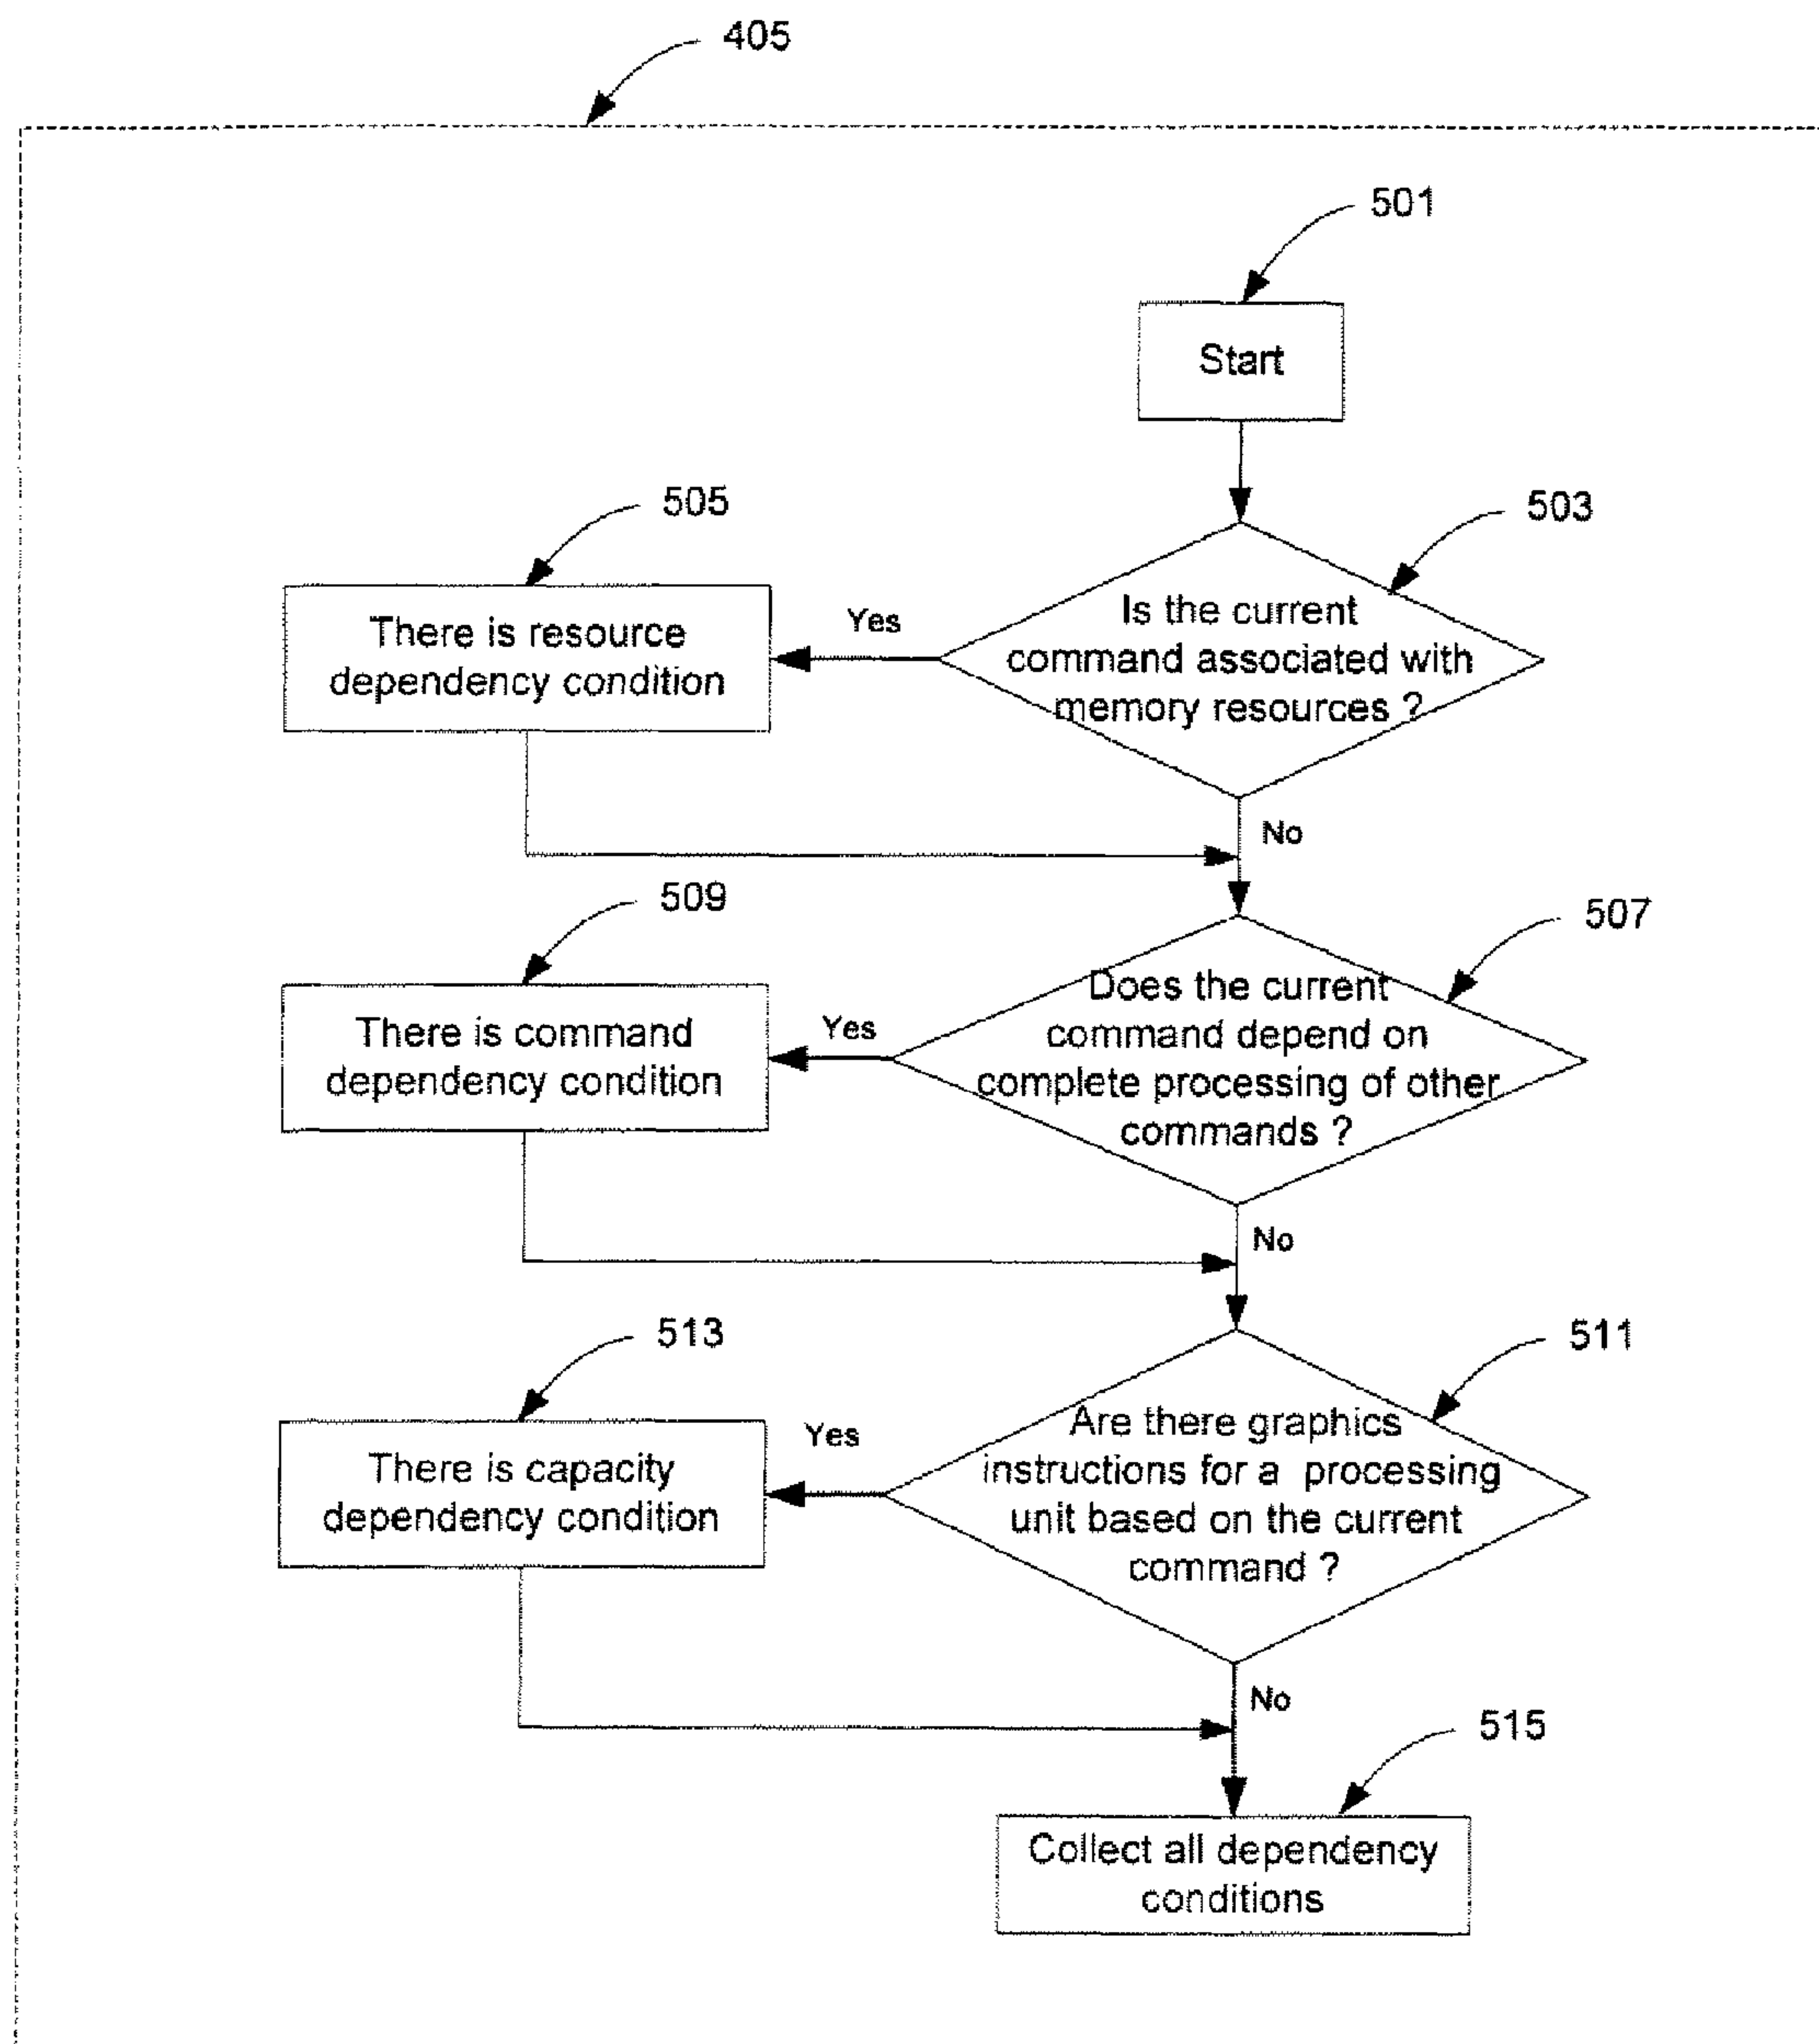 405
501
Start
505
503
There is resource
dependency condition
Yes
Is the current
command associated with
memory resources ?
No
509
507
There is command
dependency condition
Yes
Does the current
command depend on
complete processing of other
commands ?
No
513
511
There is capacity
dependency condition
Yes
Are there graphics
instructions for a processing
unit based on the current
command ?
No
515
Collect all dependency
conditions